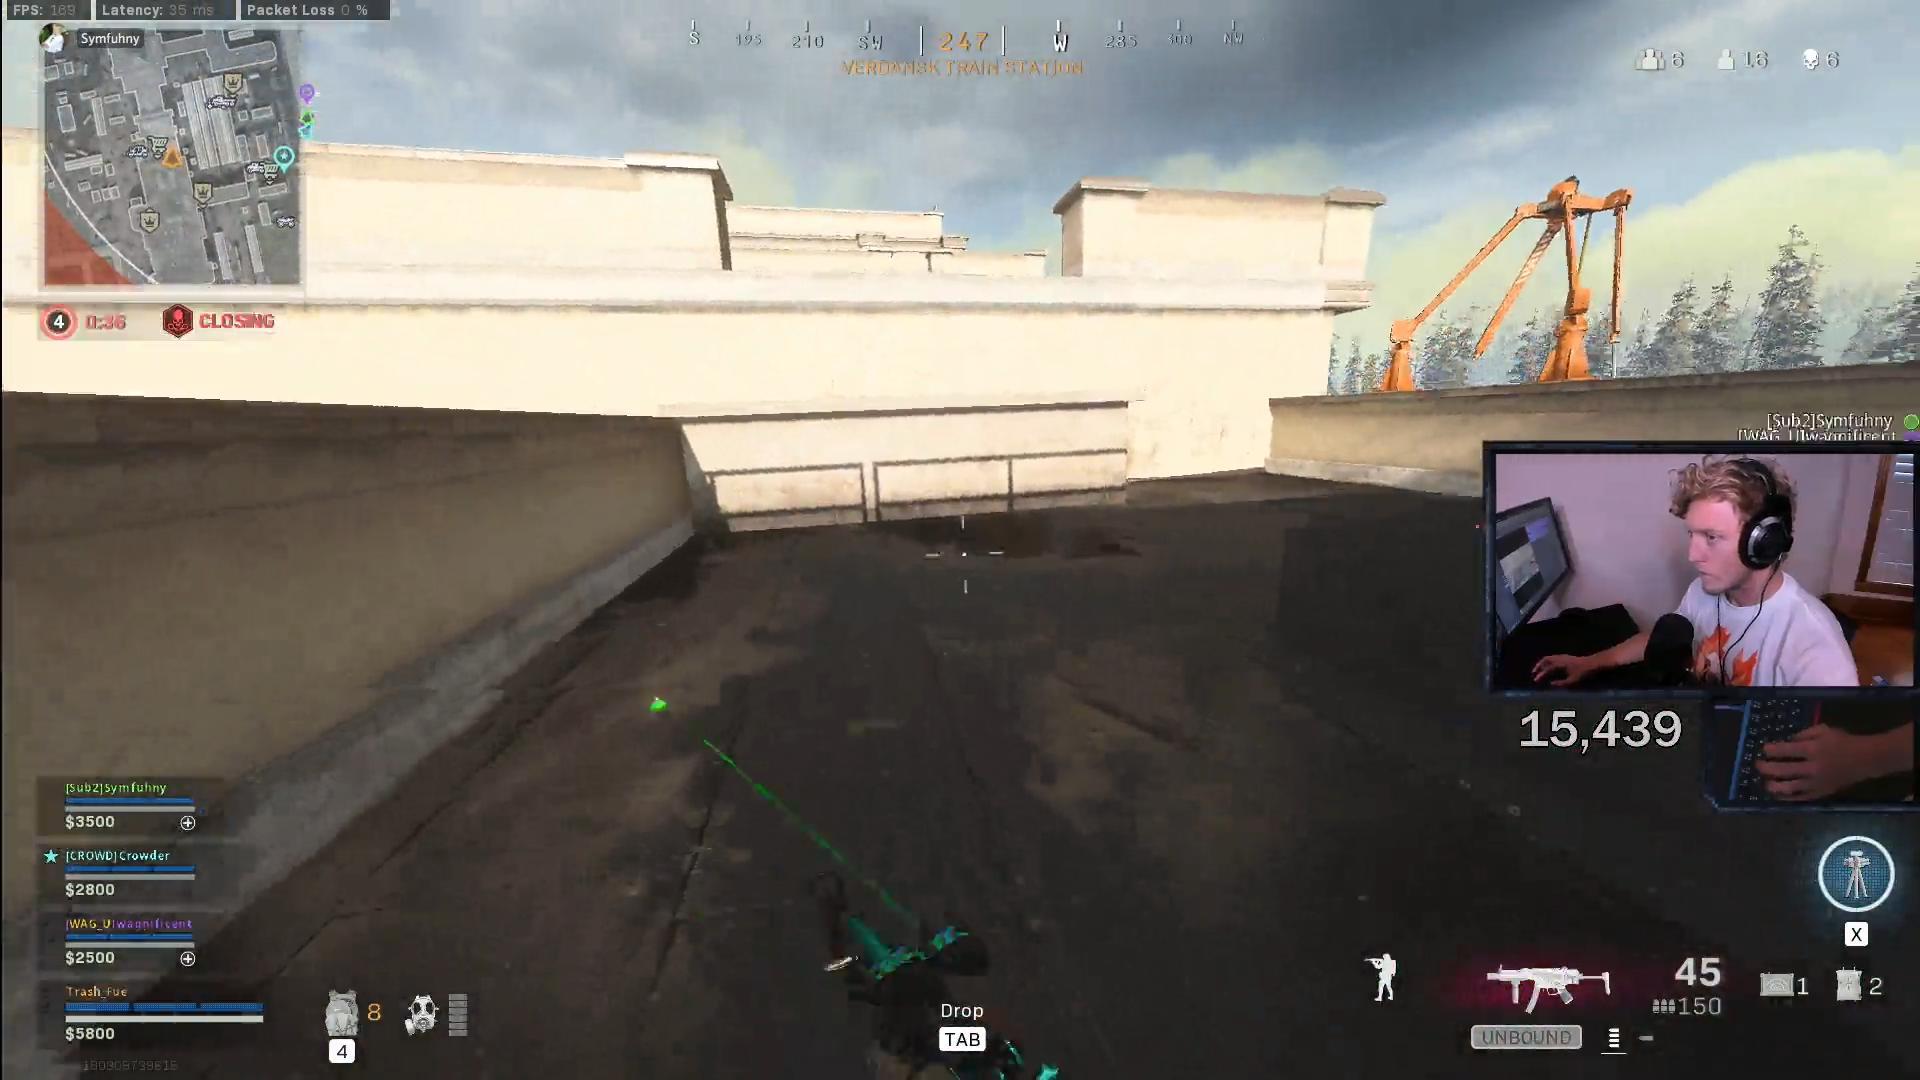 FPS: 169 Latency: 35 ms Packet Loss 0 %
Symfuhny
S 195 210 SW 247 W 285 300 NW
VERDANSK TRAIN STATION
6 16 6
4 0:36 CLOSING
[Sub2]Symfuhny
[WAG_U]wagnificent
15,439
[Sub2]Symfuhny
$3500
[CROWD]Crowder
$2800
[WAG_U]wagnificent
$2500
Trash_Fue
$5800
8
4
Drop
TAB
X
45
150
1
2
UNBOUND